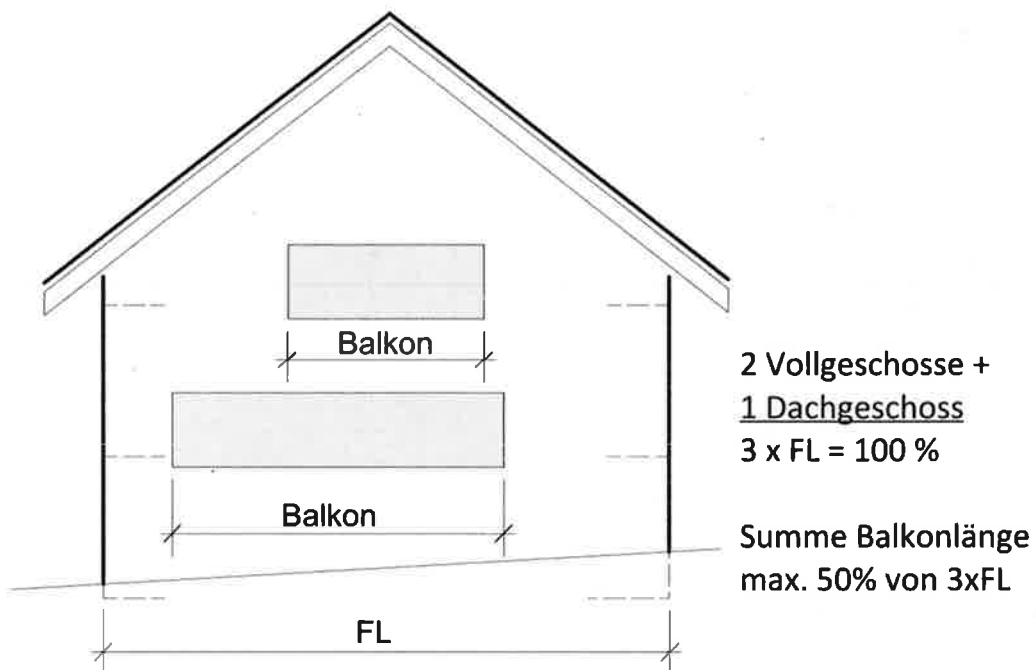 Balkon
Balkon
FL
2 Vollgeschosse +
1 Dachgeschoss
3 x FL = 100 %
Summe Balkonlänge
max. 50% von 3xFL